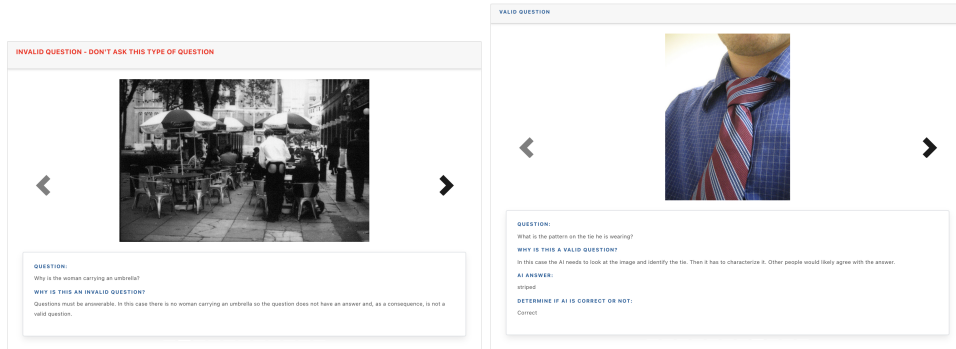 INVALID QUESTION - DON'T ASK THIS TYPE OF QUESTION
QUESTION:
Why is the woman carrying an umbrella?
WHY IS THIS AN INVALID QUESTION?
Questions must be answerable. In this case there is no woman carrying an umbrella so the question does not have an answer and, as a consequence, is not a
valid question.
VALID QUESTION
QUESTION:
What is the pattern on the tie he is wearing?
WHY IS THIS A VALID QUESTION?
In this case the AI needs to look at the image and identify the tie. Then it has to characterize it. Other people would likely agree with the answer.
AI ANSWER:
striped
DETERMINE IF AI IS CORRECT OR NOT:
Correct